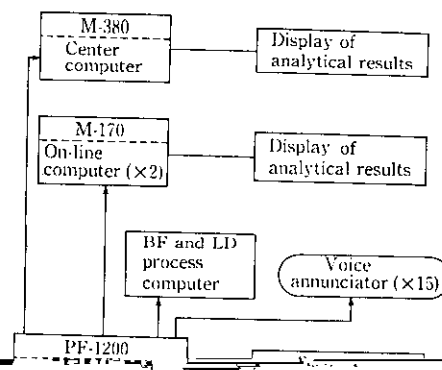 M-380
Center
computer
Display of
analytical results
M-170
On-line
computer (×2)
Display of
analytical results
BF and LD
process
computer
Voice
annunciator (×15)
PF-1200